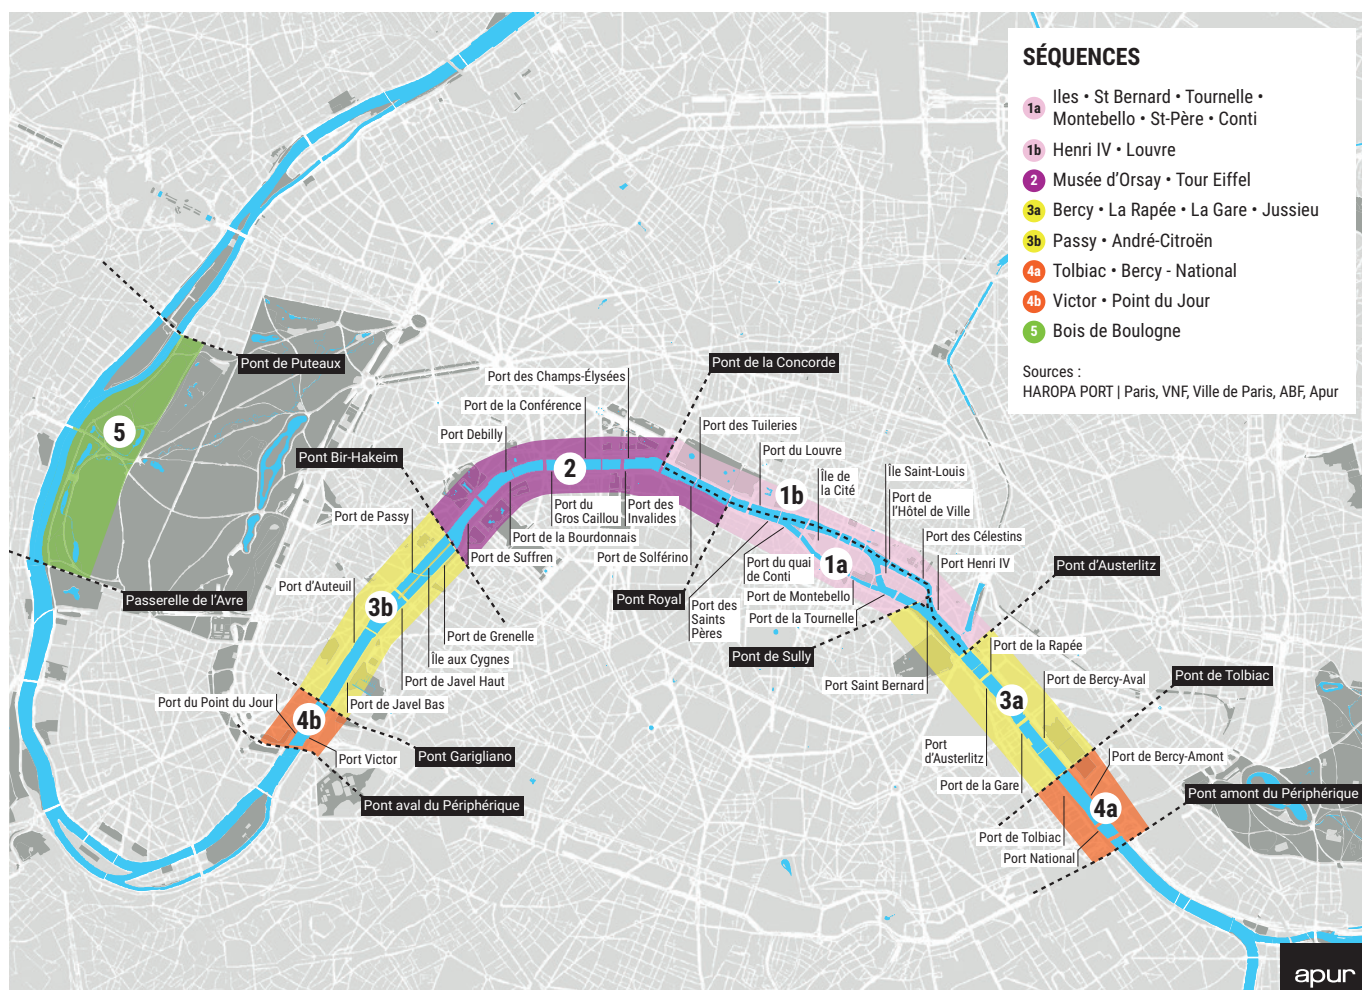 SÉQUENCES
1a Iles • St Bernard • Tournelle •
Montebello • St-Père • Conti
1b Henri IV • Louvre
2 Musée d'Orsay • Tour Eiffel
3a Bercy • La Rapée • La Gare • Jussieu
3b Passy • André-Citroën
4a Tolbiac • Bercy - National
4b Victor • Point du Jour
5 Bois de Boulogne
Sources :
HAROPA PORT | Paris, VNF, Ville de Paris, ABF, Apur
Pont de Puteaux
Pont de la Concorde
Port des Champs-Élysées
Port de la Conférence
Port Debilly
Port des Tuileries
Port du Louvre
5
Pont Bir-Hakeim
2
Île de
la Cité
Île Saint-Louis
1b
Port de
l'Hôtel de Ville
Port de Passy
Port du
Gros Caillou
Port des
Invalides
Port de la Bourdonnais
Port de Suffren
Port de Solférino
Port des Célestins
Port Henri IV
1a
Port du quai
de Conti
Pont d'Austerlitz
Port d'Auteuil
Passerelle de l'Avre
Pont Royal
Port de Montebello
Port des
Saints
Pères
Port de la Tournelle
3b
Port de Grenelle
Île aux Cygnes
Port de Javel Haut
Port de Javel Bas
Pont de Sully
Port de la Rapée
Port Saint Bernard
Port de Bercy-Aval
Pont de Tolbiac
Port du Point du Jour
3a
4b
Port Victor
Pont Garigliano
Port
d'Austerlitz
Port de la Gare
Port de Bercy-Amont
Pont aval du Périphérique
Pont amont du Périphérique
4a
Port de Tolbiac
Port National
apur